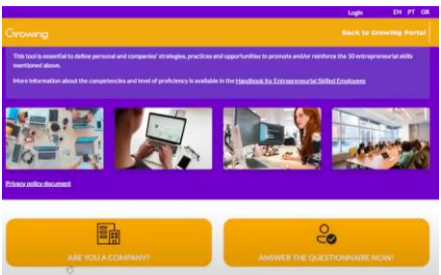 Login EN PT GR
Growing Back to Growing Portal
This tool is essential to define personal and companies' strategies, practices and opportunities to promote and/or reinforce the 10 entrepreneurial skills
mentioned above.
More information about the competencies and level of proficiency is available in the Handbook for Entrepreneurial Skilled Employees
Privacy policy document
ARE YOU A COMPANY? ANSWER THE QUESTIONNAIRE NOW!